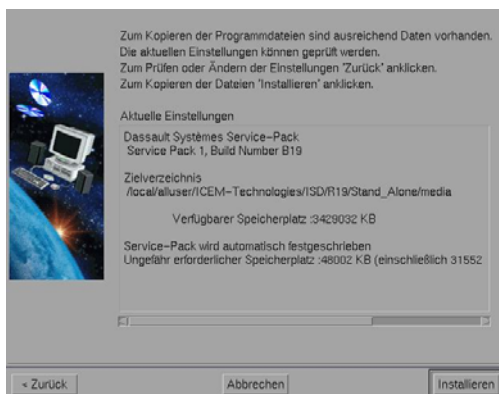 Zum Kopieren der Programmdateien sind ausreichend Daten vorhanden.
Die aktuellen Einstellungen können geprüft werden.
Zum Prüfen oder Ändern der Einstellungen 'Zurück' anklicken.
Zum Kopieren der Dateien 'Installieren' anklicken.
Aktuelle Einstellungen
Dassault Systèmes Service-Pack
Service Pack 1, Build Number B19
Zielverzeichnis
/local/alluser/ICEM-Technologies/ISD/R19/Stand_Alone/media
Verfügbarer Speicherplatz :3429032 KB
Service-Pack wird automatisch festgeschrieben
Ungefähr erforderlicher Speicherplatz :48002 KB (einschließlich 31552
< Zurück
Abbrechen
Installieren